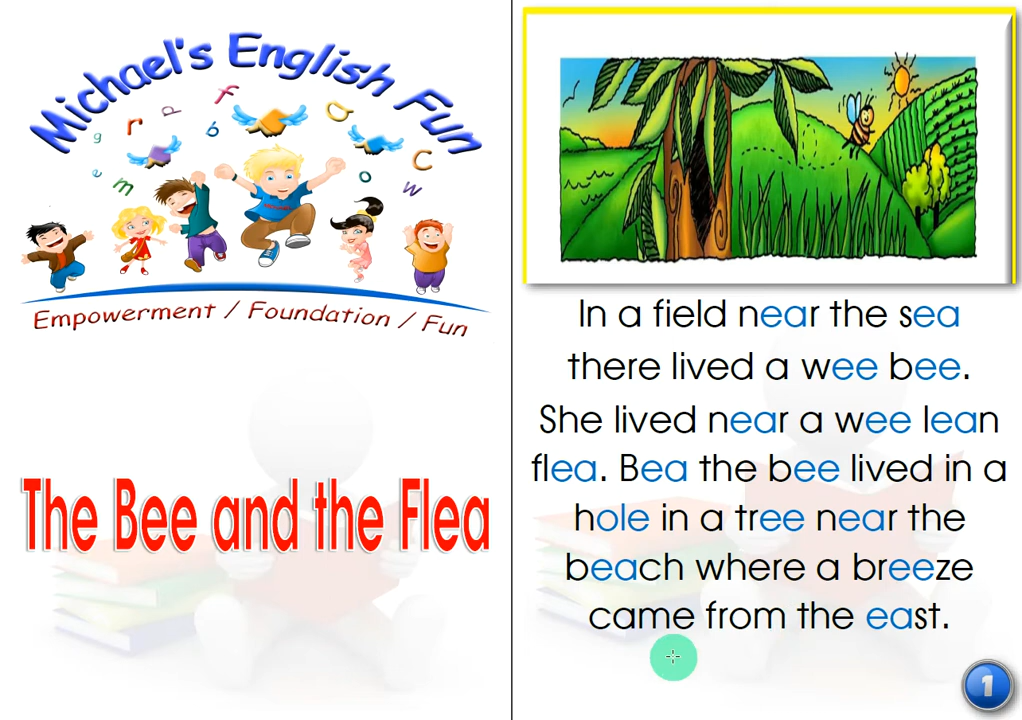 Michael's English Fun
g r p f b a c
e m o w
Empowerment / Foundation / Fun
The Bee and the Flea
In a field near the sea
there lived a wee bee.
She lived near a wee lean
flea. Bea the bee lived in a
hole in a tree near the
beach where a breeze
came from the east.
1